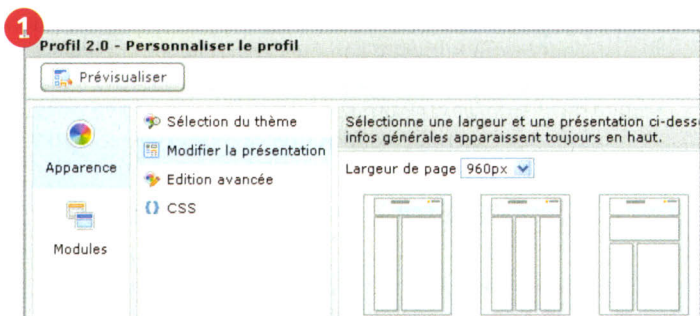 1
Profil 2.0 - Personnaliser le profil
Prévisualiser
Apparence
Modules
Sélection du thème
Modifier la présentation
Edition avancée
CSS
Sélectionne une largeur et une présentation ci-dess
infos générales apparaissent toujours en haut.
Largeur de page 960px